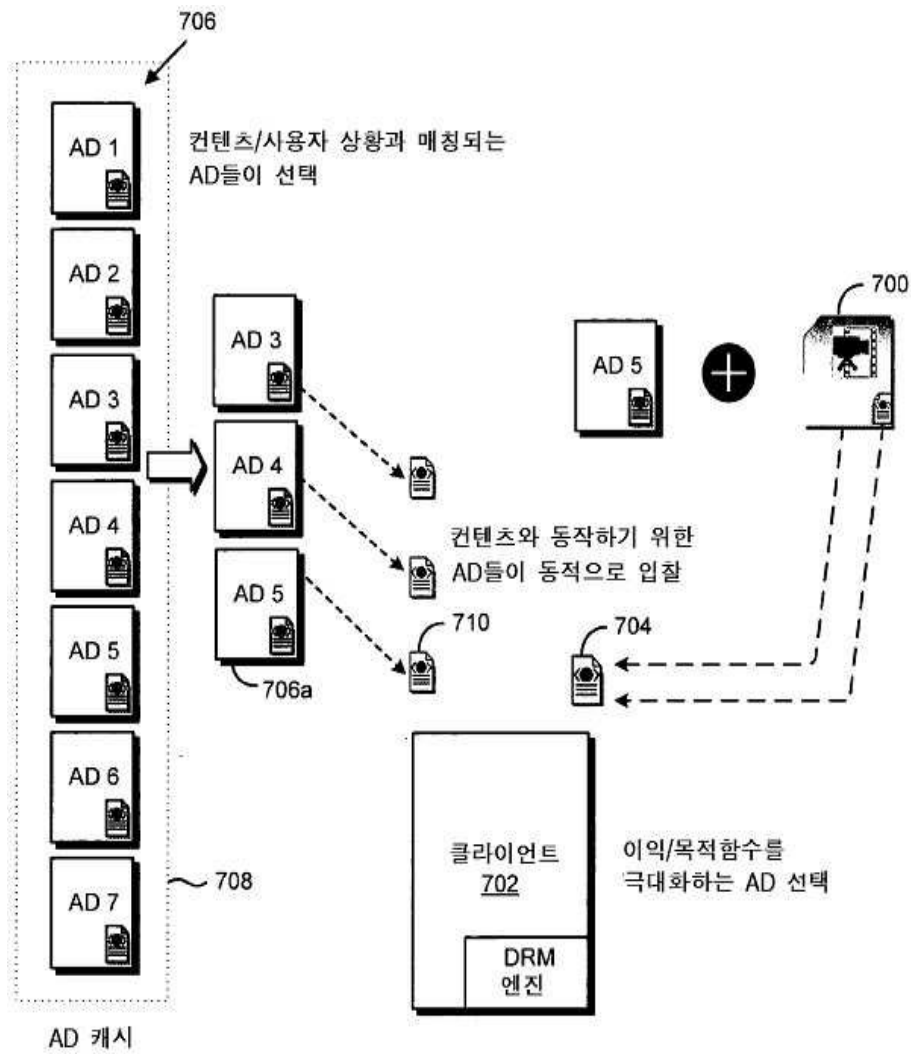 706
AD 1
AD 2
AD 3
AD 4
AD 5
AD 6
AD 7
708
AD 캐시
컨텐츠/사용자 상황과 매칭되는
AD들이 선택
AD 3
AD 4
AD 5
706a
컨텐츠와 동작하기 위한
AD들이 동적으로 입찰
710
704
AD 5
700
클라이언트
702
DRM
엔진
이익/목적함수를
극대화하는 AD 선택